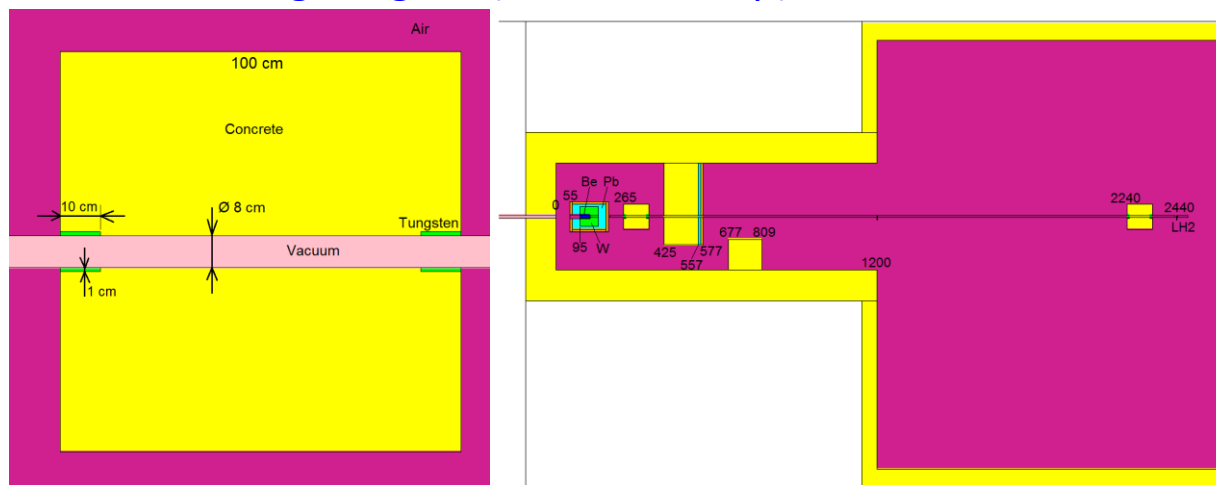 Air
100 cm
Concrete
10 cm
Ø 8 cm
Tungsten
Vacuum
1 cm
Be Pb
55
265
0
2240
2440
LH2
95
W
677 809
425
577
557
1200